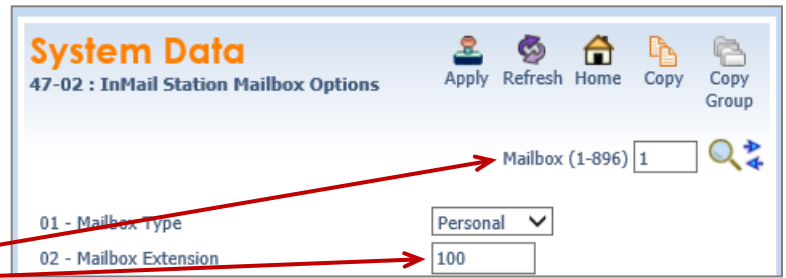 System Data
47-02 : InMail Station Mailbox Options
Apply Refresh Home Copy Copy Group
Mailbox (1-896) 1
01 - Mailbox Type Personal
02 - Mailbox Extension 100